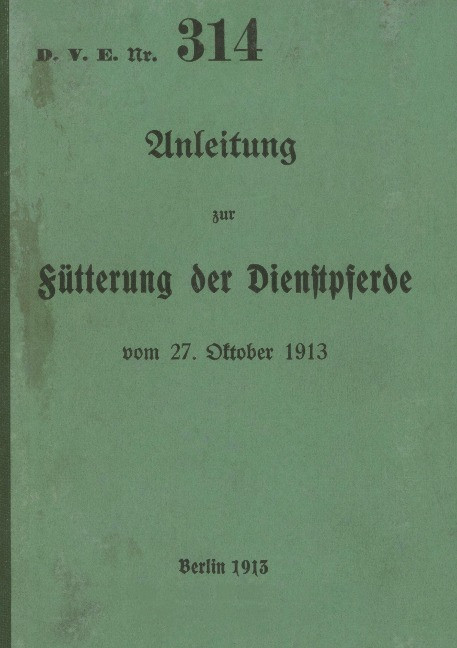 D. V. E. Nr. 314
Anleitung
zur
Fütterung der Dienstpferde
vom 27. Oktober 1913
Berlin 1913